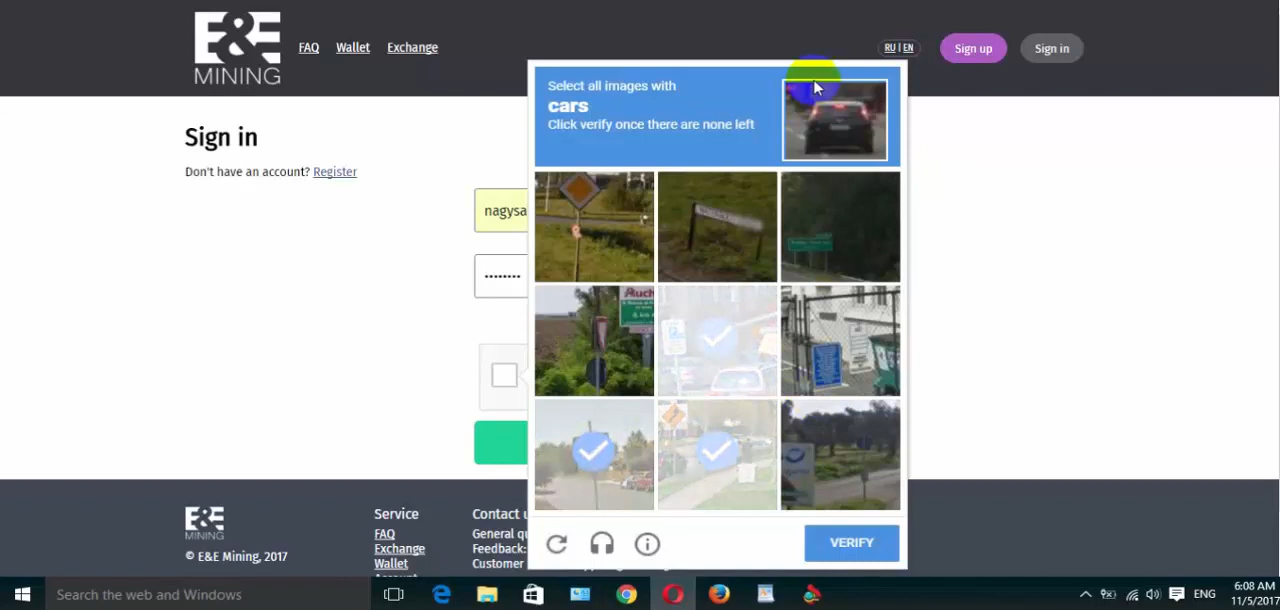 E&E
MINING
FAQ
Wallet
Exchange
RU | EN
Sign up
Sign in
Sign in
Don't have an account? Register
nagysa
Select all images with
cars
Click verify once there are none left
Auch
VERIFY
E&E
MINING
© E&E Mining, 2017
Service
FAQ
Exchange
Wallet
Contact u
General qu
Feedback:
Customer
Search the web and Windows
ENG
6:08 AM
11/5/2017